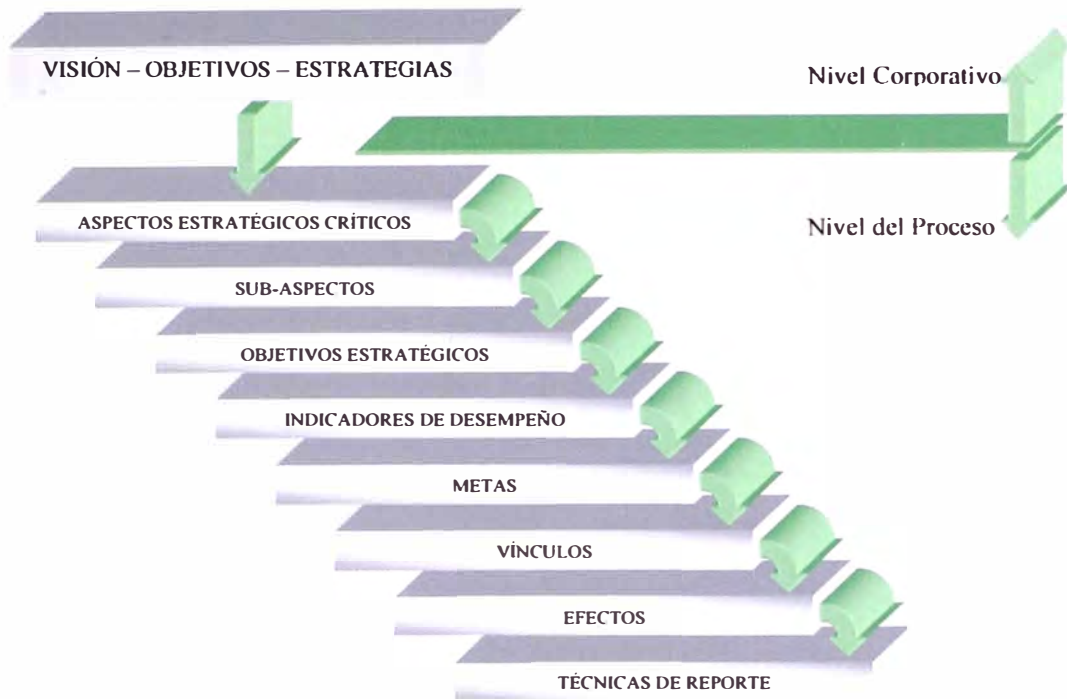 VISIÓN – OBJETIVOS – ESTRATEGIAS
Nivel Corporativo
ASPECTOS ESTRATÉGICOS CRÍTICOS
Nivel del Proceso
SUB-ASPECTOS
OBJETIVOS ESTRATÉGICOS
INDICADORES DE DESEMPEÑO
METAS
VÍNCULOS
EFECTOS
TÉCNICAS DE REPORTE